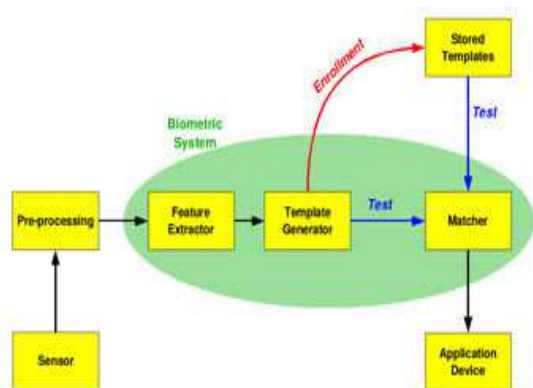 Stored
Templates
Enrollment
Test
Biometric
System
Pre-processing
Feature
Extractor
Template
Generator
Test
Matcher
Sensor
Application
Device